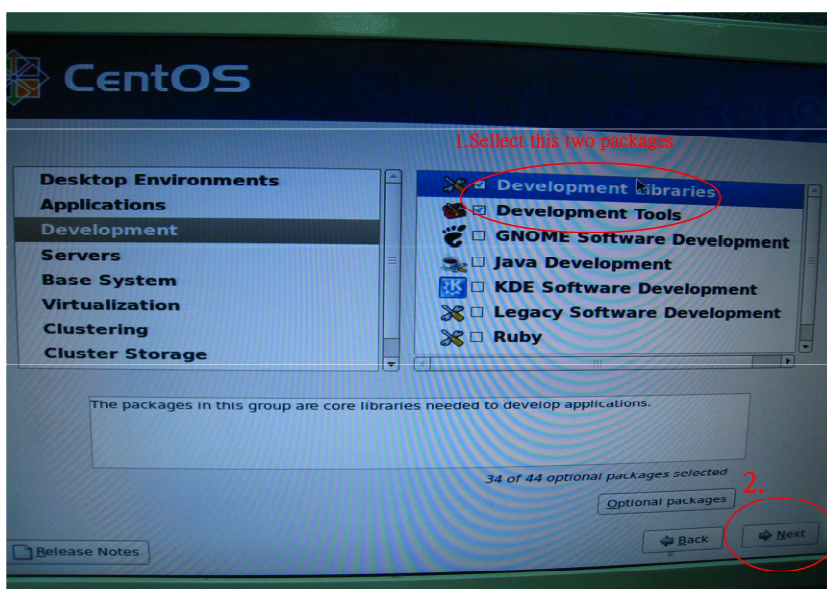 CentOS
1.Sellect this two packages
Desktop Environments
Applications
Development
Servers
Base System
Virtualization
Clustering
Cluster Storage
Development Libraries
Development Tools
GNOME Software Development
Java Development
KDE Software Development
Legacy Software Development
Ruby
The packages in this group are core libraries needed to develop applications.
34 of 44 optional packages selected
2.
Optional packages
Release Notes
Back
Next